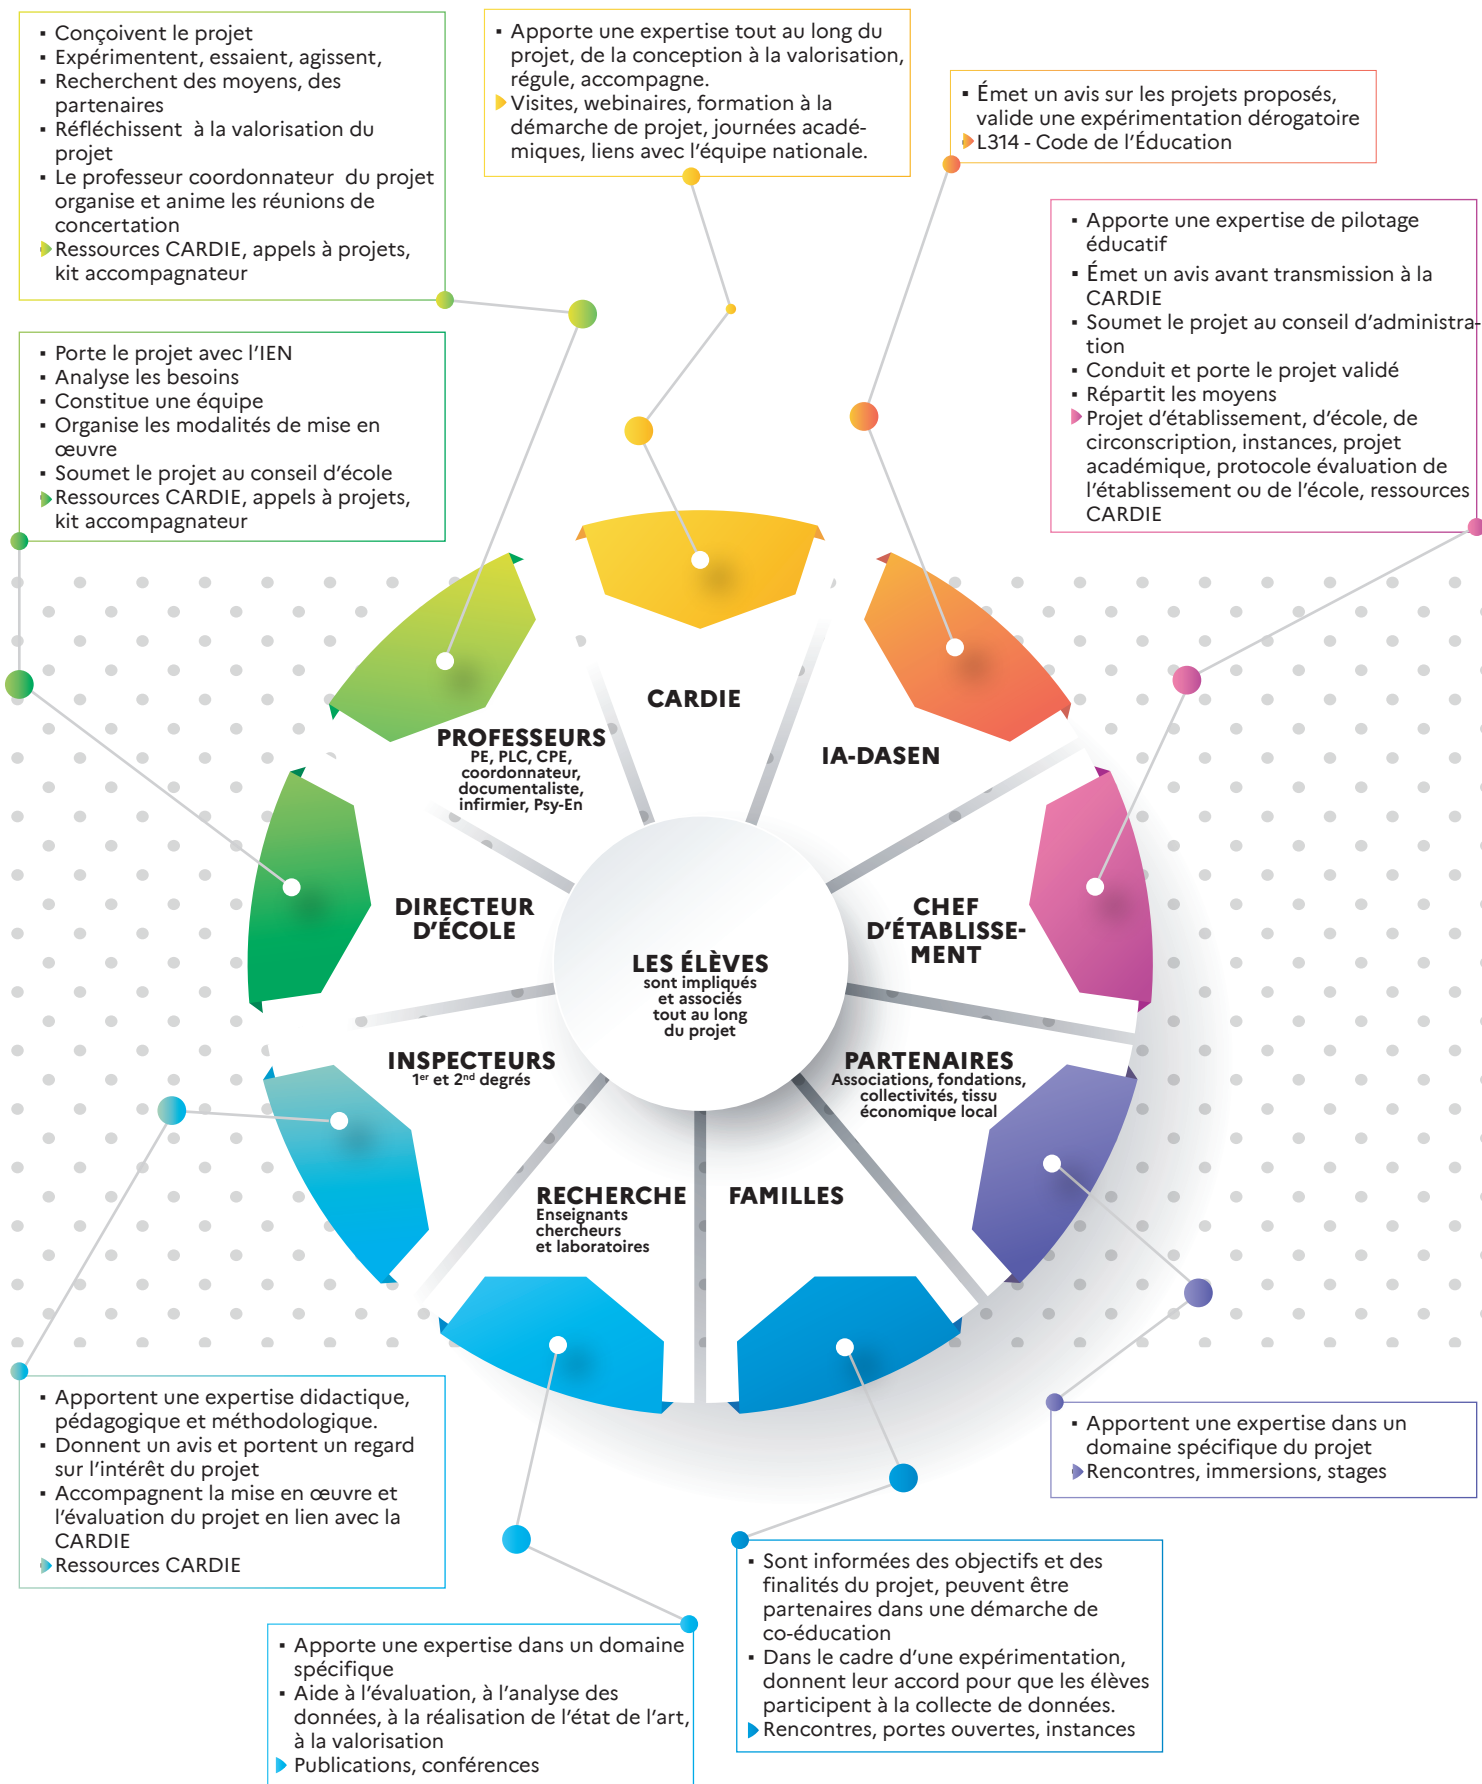 ▪ Conçoivent le projet
▪ Expérimentent, essaient, agissent,
▪ Recherchent des moyens, des
partenaires
▪ Réfléchissent à la valorisation du
projet
▪ Le professeur coordonnateur du projet
organise et anime les réunions de
concertation
Ressources CARDIE, appels à projets,
kit accompagnateur
▪ Apporte une expertise tout au long du
projet, de la conception à la valorisation,
régule, accompagne.
Visites, webinaires, formation à la
démarche de projet, journées acadé-
miques, liens avec l'équipe nationale.
▪ Émet un avis sur les projets proposés,
valide une expérimentation dérogatoire
L314 - Code de l'Éducation
▪ Apporte une expertise de pilotage
éducatif
▪ Émet un avis avant transmission à la
CARDIE
▪ Soumet le projet au conseil d'administra-
tion
▪ Conduit et porte le projet validé
▪ Répartit les moyens
Projet d'établissement, d'école, de
circonscription, instances, projet
académique, protocole évaluation de
l'établissement ou de l'école, ressources
CARDIE
▪ Porte le projet avec l'IEN
▪ Analyse les besoins
▪ Constitue une équipe
▪ Organise les modalités de mise en
œuvre
▪ Soumet le projet au conseil d'école
Ressources CARDIE, appels à projets,
kit accompagnateur
CARDIE
PROFESSEURS
PE, PLC, CPE,
coordonnateur,
documentaliste,
infirmier, Psy-En
IA-DASEN
DIRECTEUR
D'ÉCOLE
CHEF
D'ÉTABLISSE-
MENT
LES ÉLÈVES
sont impliqués
et associés
tout au long
du projet
INSPECTEURS
1er et 2nd degrés
PARTENAIRES
Associations, fondations,
collectivités, tissu
économique local
RECHERCHE
Enseignants
chercheurs
et laboratoires
FAMILLES
▪ Apportent une expertise didactique,
pédagogique et méthodologique.
▪ Donnent un avis et portent un regard
sur l'intérêt du projet
▪ Accompagnent la mise en œuvre et
l'évaluation du projet en lien avec la
CARDIE
Ressources CARDIE
▪ Apportent une expertise dans un
domaine spécifique du projet
Rencontres, immersions, stages
▪ Sont informées des objectifs et des
finalités du projet, peuvent être
partenaires dans une démarche de
co-éducation
▪ Dans le cadre d'une expérimentation,
donnent leur accord pour que les élèves
participent à la collecte de données.
Rencontres, portes ouvertes, instances
▪ Apporte une expertise dans un domaine
spécifique
▪ Aide à l'évaluation, à l'analyse des
données, à la réalisation de l'état de l'art,
à la valorisation
Publications, conférences